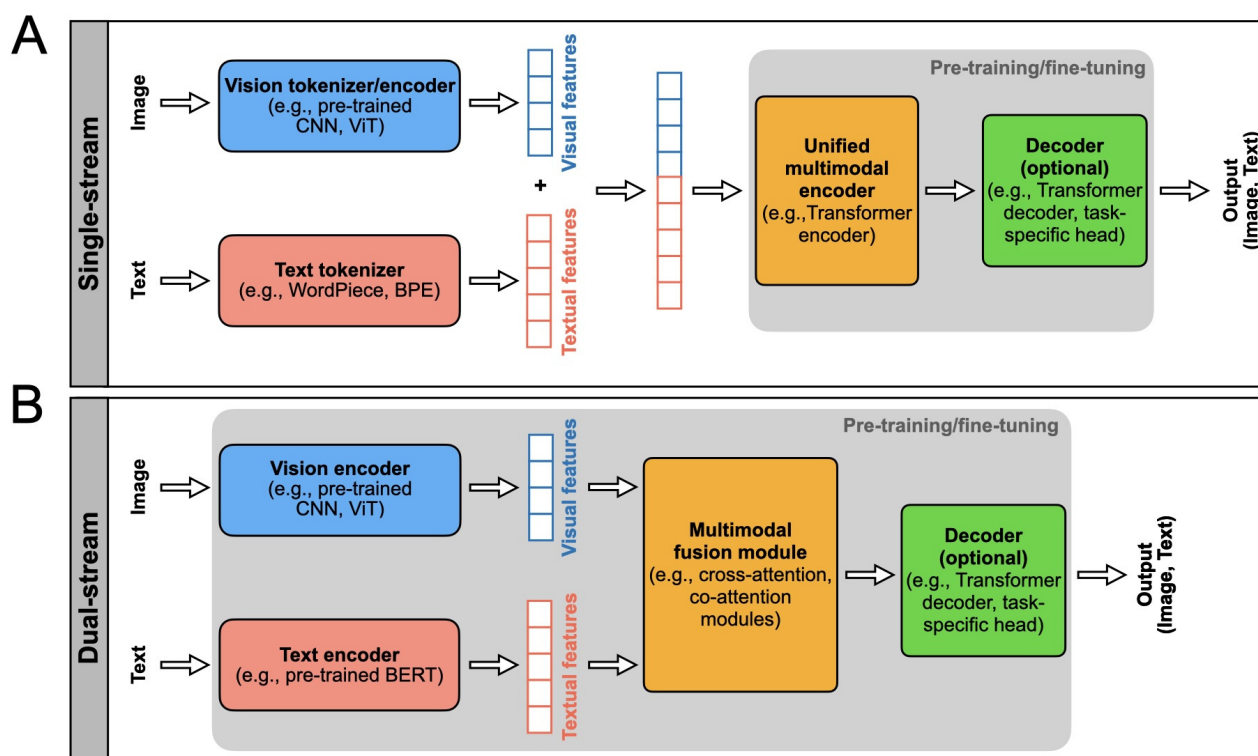 A
Single-stream
Image
Vision tokenizer/encoder
(e.g., pre-trained
CNN, ViT)
Visual features
+
Text
Text tokenizer
(e.g., WordPiece, BPE)
Textual features
Pre-training/fine-tuning
Unified
multimodal
encoder
(e.g.,Transformer
encoder)
Decoder
(optional)
(e.g., Transformer
decoder, task-
specific head)
Output
(Image, Text)
B
Dual-stream
Pre-training/fine-tuning
Image
Vision encoder
(e.g., pre-trained
CNN, ViT)
Visual features
Text
Text encoder
(e.g., pre-trained BERT)
Textual features
Multimodal
fusion module
(e.g., cross-attention,
co-attention
modules)
Decoder
(optional)
(e.g., Transformer
decoder, task-
specific head)
Output
(Image, Text)